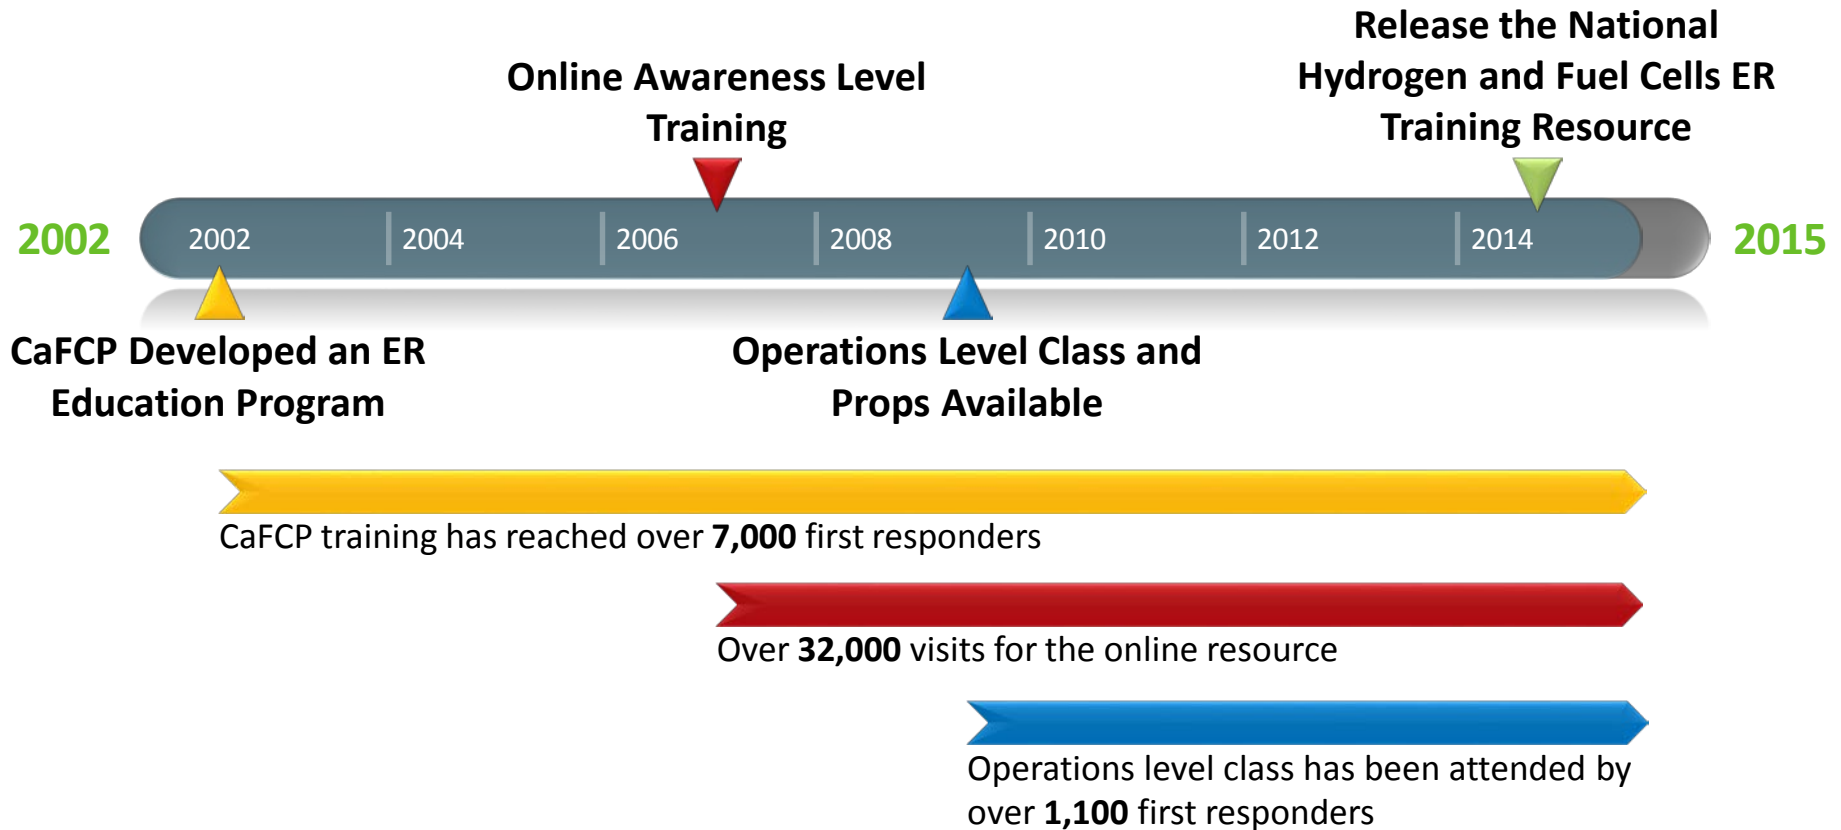 Release the National
Hydrogen and Fuel Cells ER
Training Resource
Online Awareness Level
Training
2002
2002
2004
2006
2008
2010
2012
2014
2015
CaFCP Developed an ER
Education Program
Operations Level Class and
Props Available
CaFCP training has reached over 7,000 first responders
Over 32,000 visits for the online resource
Operations level class has been attended by
over 1,100 first responders